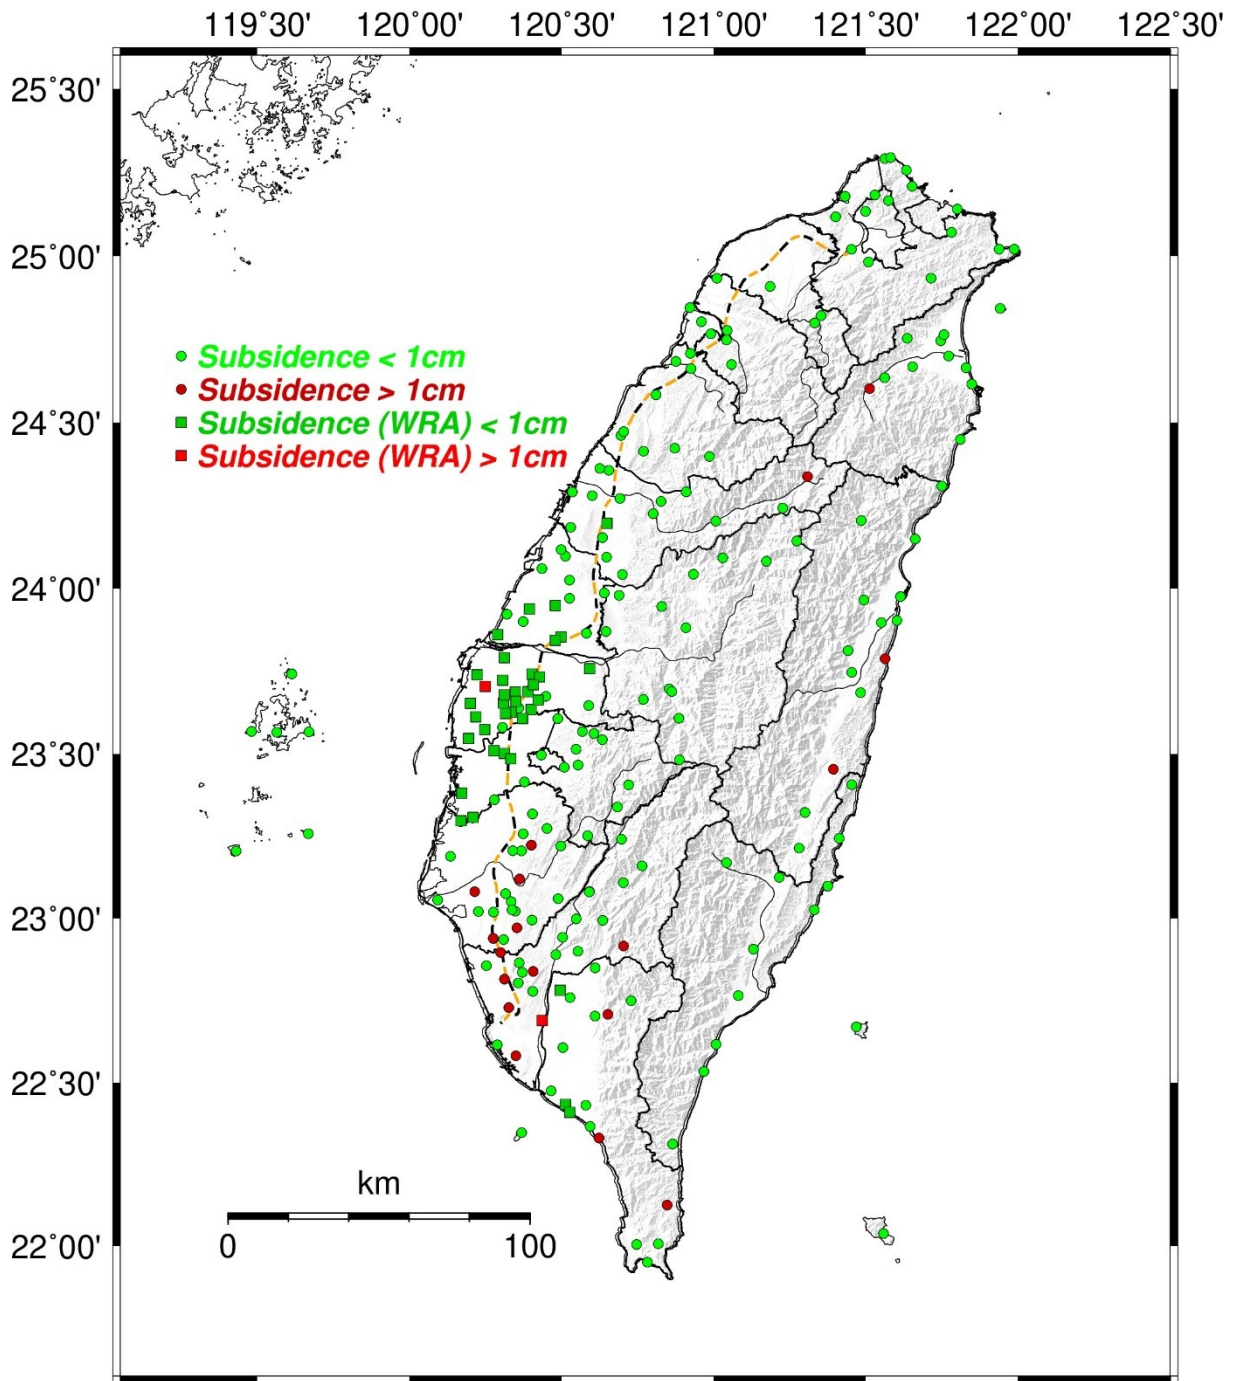 119˚30' 120˚00' 120˚30' 121˚00' 121˚30' 122˚00' 122˚30'
25˚30'
25˚00'
24˚30'
24˚00'
23˚30'
23˚00'
22˚30'
22˚00'
Subsidence < 1cm
Subsidence > 1cm
Subsidence (WRA) < 1cm
Subsidence (WRA) > 1cm
km
0 100